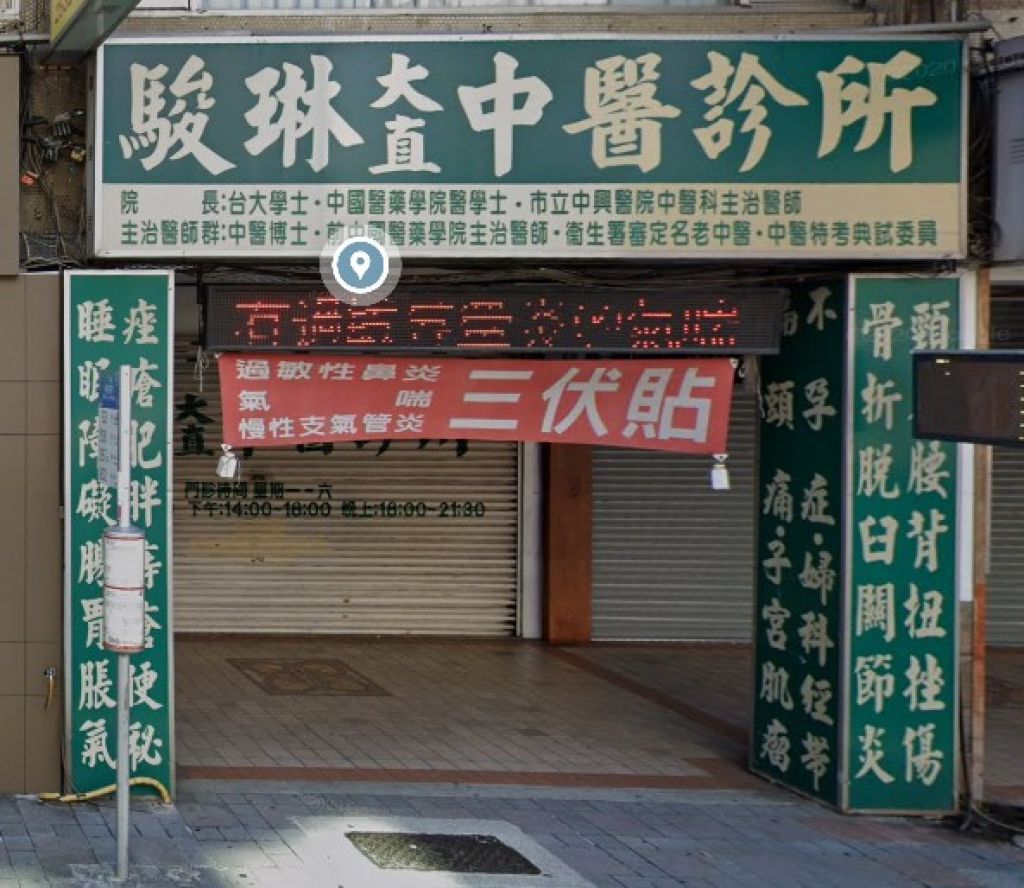 駿琳大直中醫診所
院 長:台大學士・中國醫藥學院醫學士・市立中興醫院中醫科主治醫師
主治醫師群:中醫博士・前中國醫藥學院主治醫師・衛生署審定名老中醫・中醫特考典試委員
過敏性鼻炎
氣喘
慢性支氣管炎
三伏貼
門診時間 星期一~六
下午:14:00-18:00 晚上:18:00-21:30
痤瘡肥胖痔瘡便祕
睡眠障礙腸胃脹氣
不孕症・婦科經帶
頭痛・子宮肌瘤
腰背扭挫傷
骨折脫臼關節炎